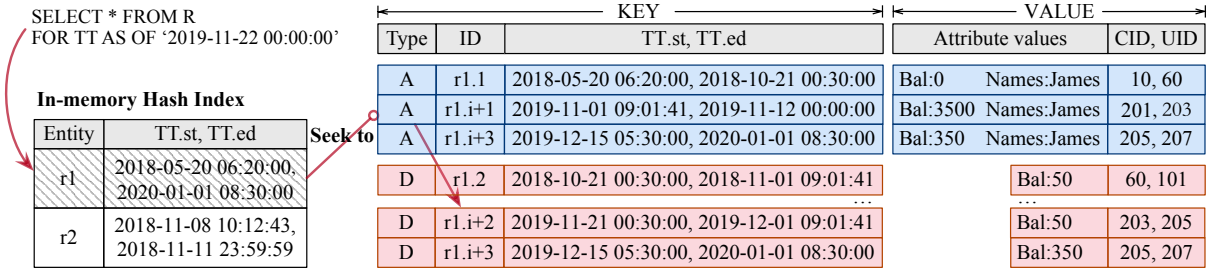 SELECT * FROM R
FOR TT AS OF ‘2019-11-22 00:00:00’
In-memory Hash Index
Entity TT.st, TT.ed
r1 2018-05-20 06:20:00,
2020-01-01 08:30:00
r2 2018-11-08 10:12:43,
2018-11-11 23:59:59
Seek to
KEY VALUE
Type ID TT.st, TT.ed Attribute values CID, UID
A r1.1 2018-05-20 06:20:00, 2018-10-21 00:30:00 Bal:0 Names:James 10, 60
A r1.i+1 2019-11-01 09:01:41, 2019-11-12 00:00:00 Bal:3500 Names:James 201, 203
A r1.i+3 2019-12-15 05:30:00, 2020-01-01 08:30:00 Bal:350 Names:James 205, 207
D r1.2 2018-10-21 00:30:00, 2018-11-01 09:01:41 Bal:50 60, 101
... ...
D r1.i+2 2019-11-21 00:30:00, 2019-12-01 09:01:41 Bal:50 203, 205
D r1.i+3 2019-12-15 05:30:00, 2020-01-01 08:30:00 Bal:350 205, 207